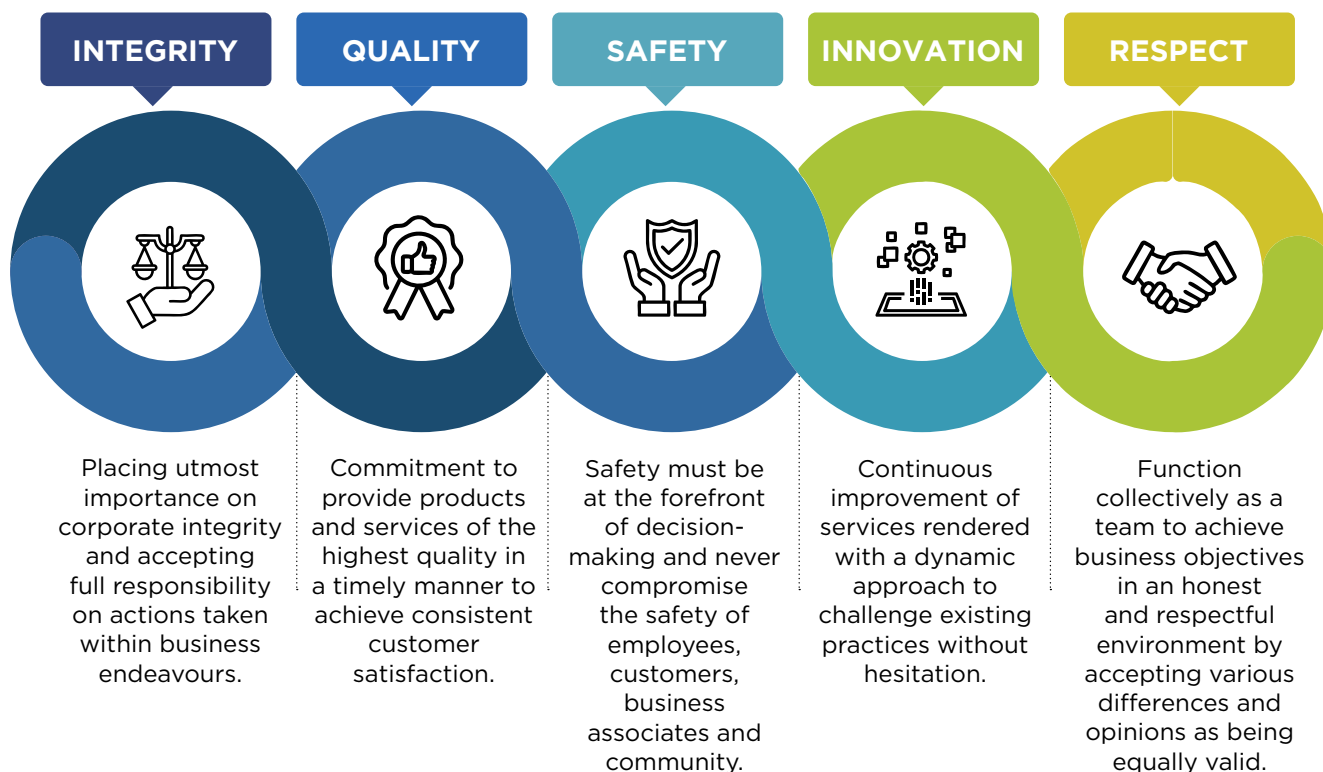 INTEGRITY
QUALITY
SAFETY
INNOVATION
RESPECT
Placing utmost
importance on
corporate integrity
and accepting
full responsibility
on actions taken
within business
endeavours.
Commitment to
provide products
and services of the
highest quality in
a timely manner to
achieve consistent
customer
satisfaction.
Safety must be
at the forefront
of decision-
making and never
compromise
the safety of
employees,
customers,
business
associates and
community.
Continuous
improvement of
services rendered
with a dynamic
approach to
challenge existing
practices without
hesitation.
Function
collectively as a
team to achieve
business objectives
in an honest
and respectful
environment by
accepting various
differences and
opinions as being
equally valid.